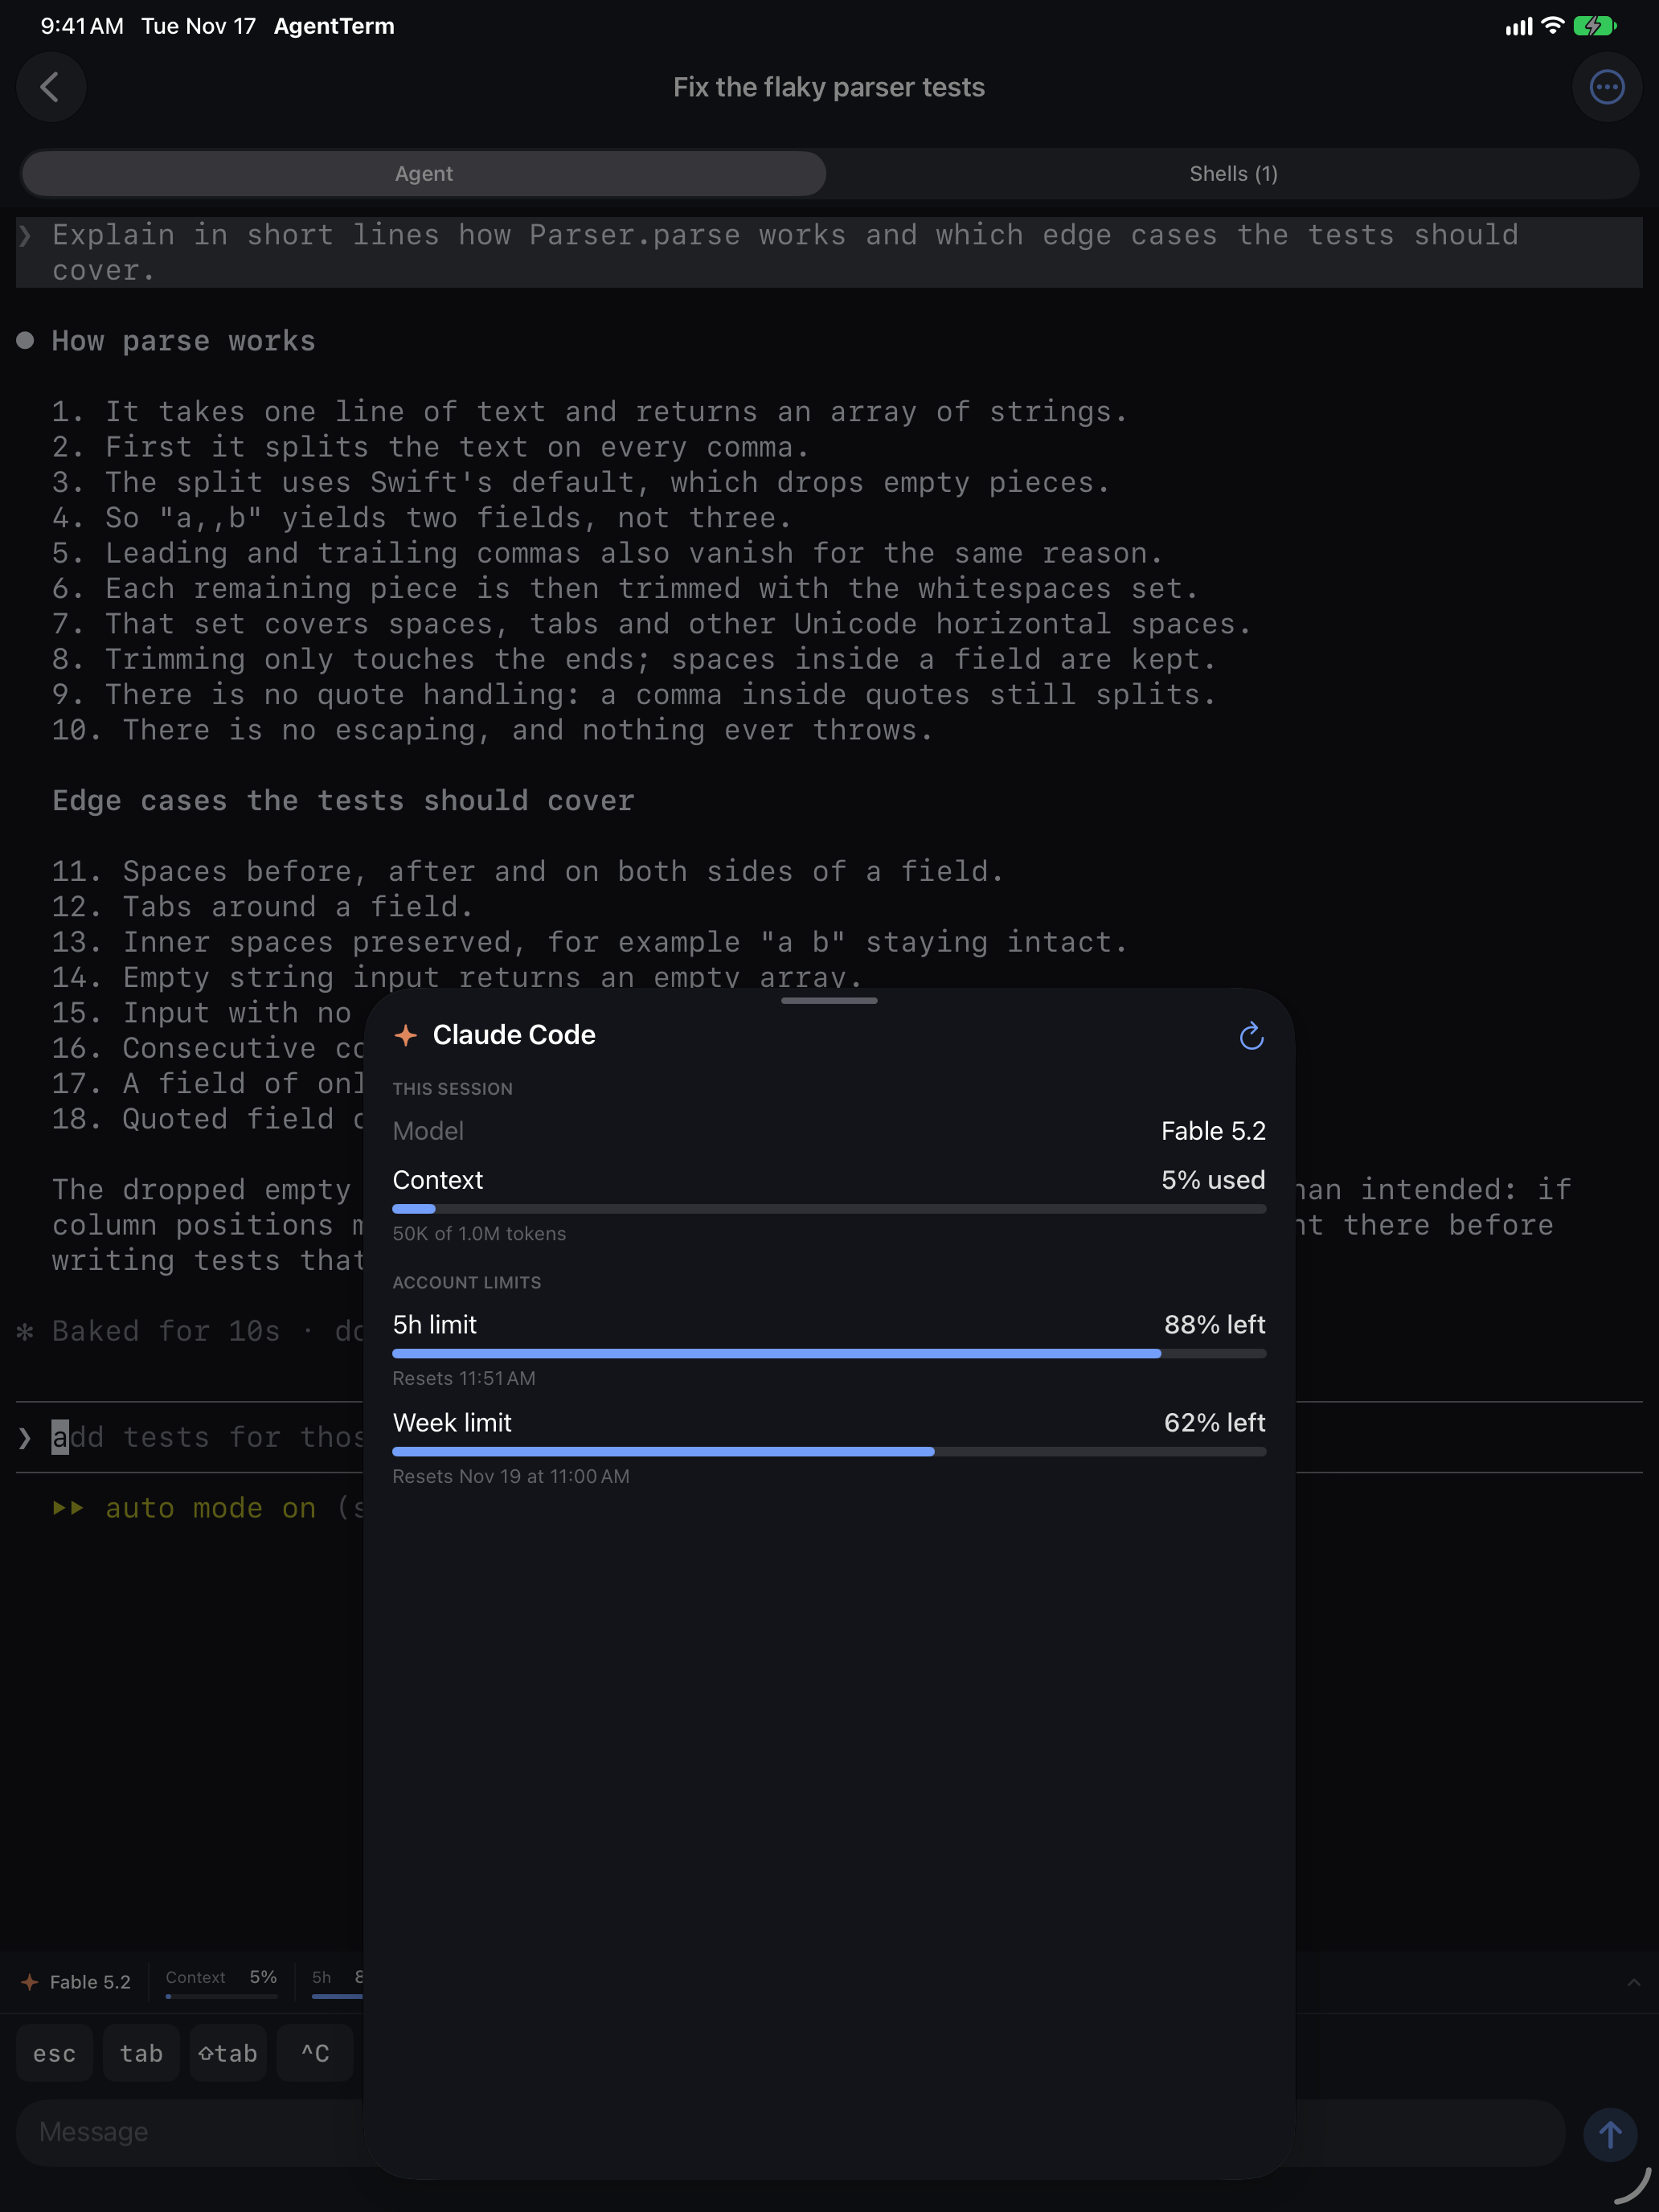 9:41 AM Tue Nov 17 AgentTerm
Fix the flaky parser tests
Agent
Shells (1)
❯ Explain in short lines how Parser.parse works and which edge cases the tests should
cover.
● How parse works
1. It takes one line of text and returns an array of strings.
2. First it splits the text on every comma.
3. The split uses Swift's default, which drops empty pieces.
4. So "a,,b" yields two fields, not three.
5. Leading and trailing commas also vanish for the same reason.
6. Each remaining piece is then trimmed with the whitespaces set.
7. That set covers spaces, tabs and other Unicode horizontal spaces.
8. Trimming only touches the ends; spaces inside a field are kept.
9. There is no quote handling: a comma inside quotes still splits.
10. There is no escaping, and nothing ever throws.
Edge cases the tests should cover
11. Spaces before, after and on both sides of a field.
12. Tabs around a field.
13. Inner spaces preserved, for example "a b" staying intact.
14. Empty string input returns an empty array.
15. Input with no
16. Consecutive
17. A field of
18. Quoted field
The dropped empty
intended: if
column positions
there before
writing tests that
✻ Baked for 10s ·
❯ add tests for
⏵⏵ auto mode on
Claude Code
THIS SESSION
Model
Fable 5.2
Context
5% used
50K of 1.0M tokens
ACCOUNT LIMITS
5h limit
88% left
Resets 11:51 AM
Week limit
62% left
Resets Nov 19 at 11:00 AM
Fable 5.2
Context 5%
5h
esc
tab
⇧tab
^C
Message